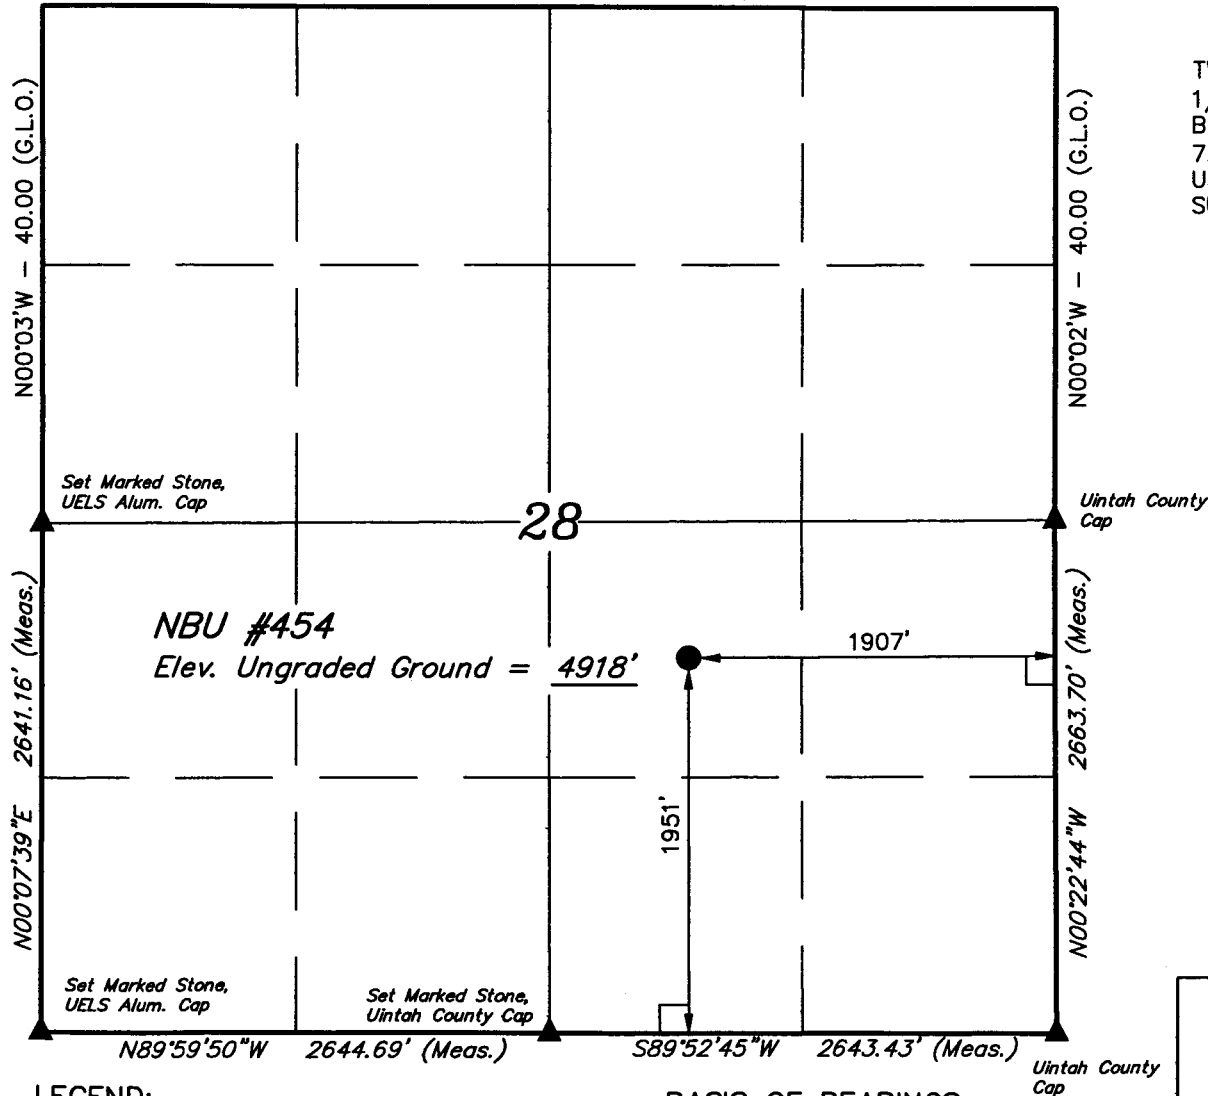 N00°03'W - 40.00 (G.L.O.)
N00°02'W - 40.00 (G.L.O.)
1/
B
7.
U.
Set Marked Stone,
UELS Alum. Cap
28
Uintah County
Cap
NBU #454
Elev. Ungraded Ground = 4918'
1907'
1951'
N00°07'39"E 2641.16' (Meas.)
N00°22'44"W 2663.70' (Meas.)
Set Marked Stone,
UELS Alum. Cap
Set Marked Stone,
Uintah County Cap
N89°59'50"W 2644.69' (Meas.)
S89°52'45"W 2643.43' (Meas.)
Uintah County
Cap
LEGEND:
BASIS OF BEARINGS